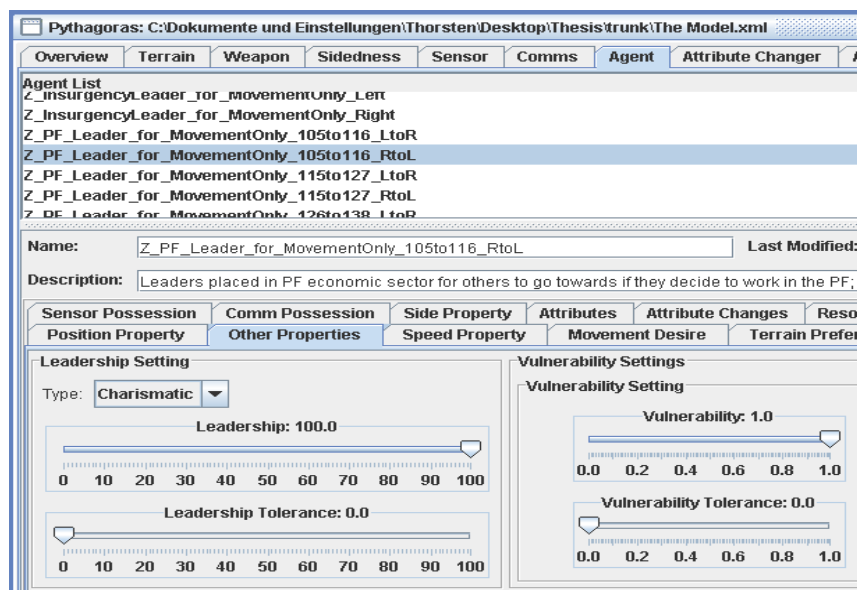 Pythagoras: C:\Dokumente und Einstellungen\Thorsten\Desktop\Thesis\trunk\The Model.xml
Overview Terrain Weapon Sidedness Sensor Comms Agent Attribute Changer
Agent List
Z_InsurgencyLeader_for_MovementOnly_Left
Z_InsurgencyLeader_for_MovementOnly_Right
Z_PF_Leader_for_MovementOnly_105to116_LtoR
Z_PF_Leader_for_MovementOnly_105to116_RtoL
Z_PF_Leader_for_MovementOnly_115to127_LtoR
Z_PF_Leader_for_MovementOnly_115to127_RtoL
Z_PF_Leader_for_MovementOnly_126to138_LtoR
Name: Z_PF_Leader_for_MovementOnly_105to116_RtoL Last Modified:
Description: Leaders placed in PF economic sector for others to go towards if they decide to work in the PF;
Sensor Possession Comm Possession Side Property Attributes Attribute Changes Reso
Position Property Other Properties Speed Property Movement Desire Terrain Prefer
Leadership Setting Vulnerability Settings
Vulnerability Setting
Type: Charismatic
Vulnerability: 1.0
Leadership: 100.0
0.0 0.2 0.4 0.6 0.8 1.0
0 10 20 30 40 50 60 70 80 90 100
Vulnerability Tolerance: 0.0
Leadership Tolerance: 0.0
0.0 0.2 0.4 0.6 0.8 1.0
0 10 20 30 40 50 60 70 80 90 100